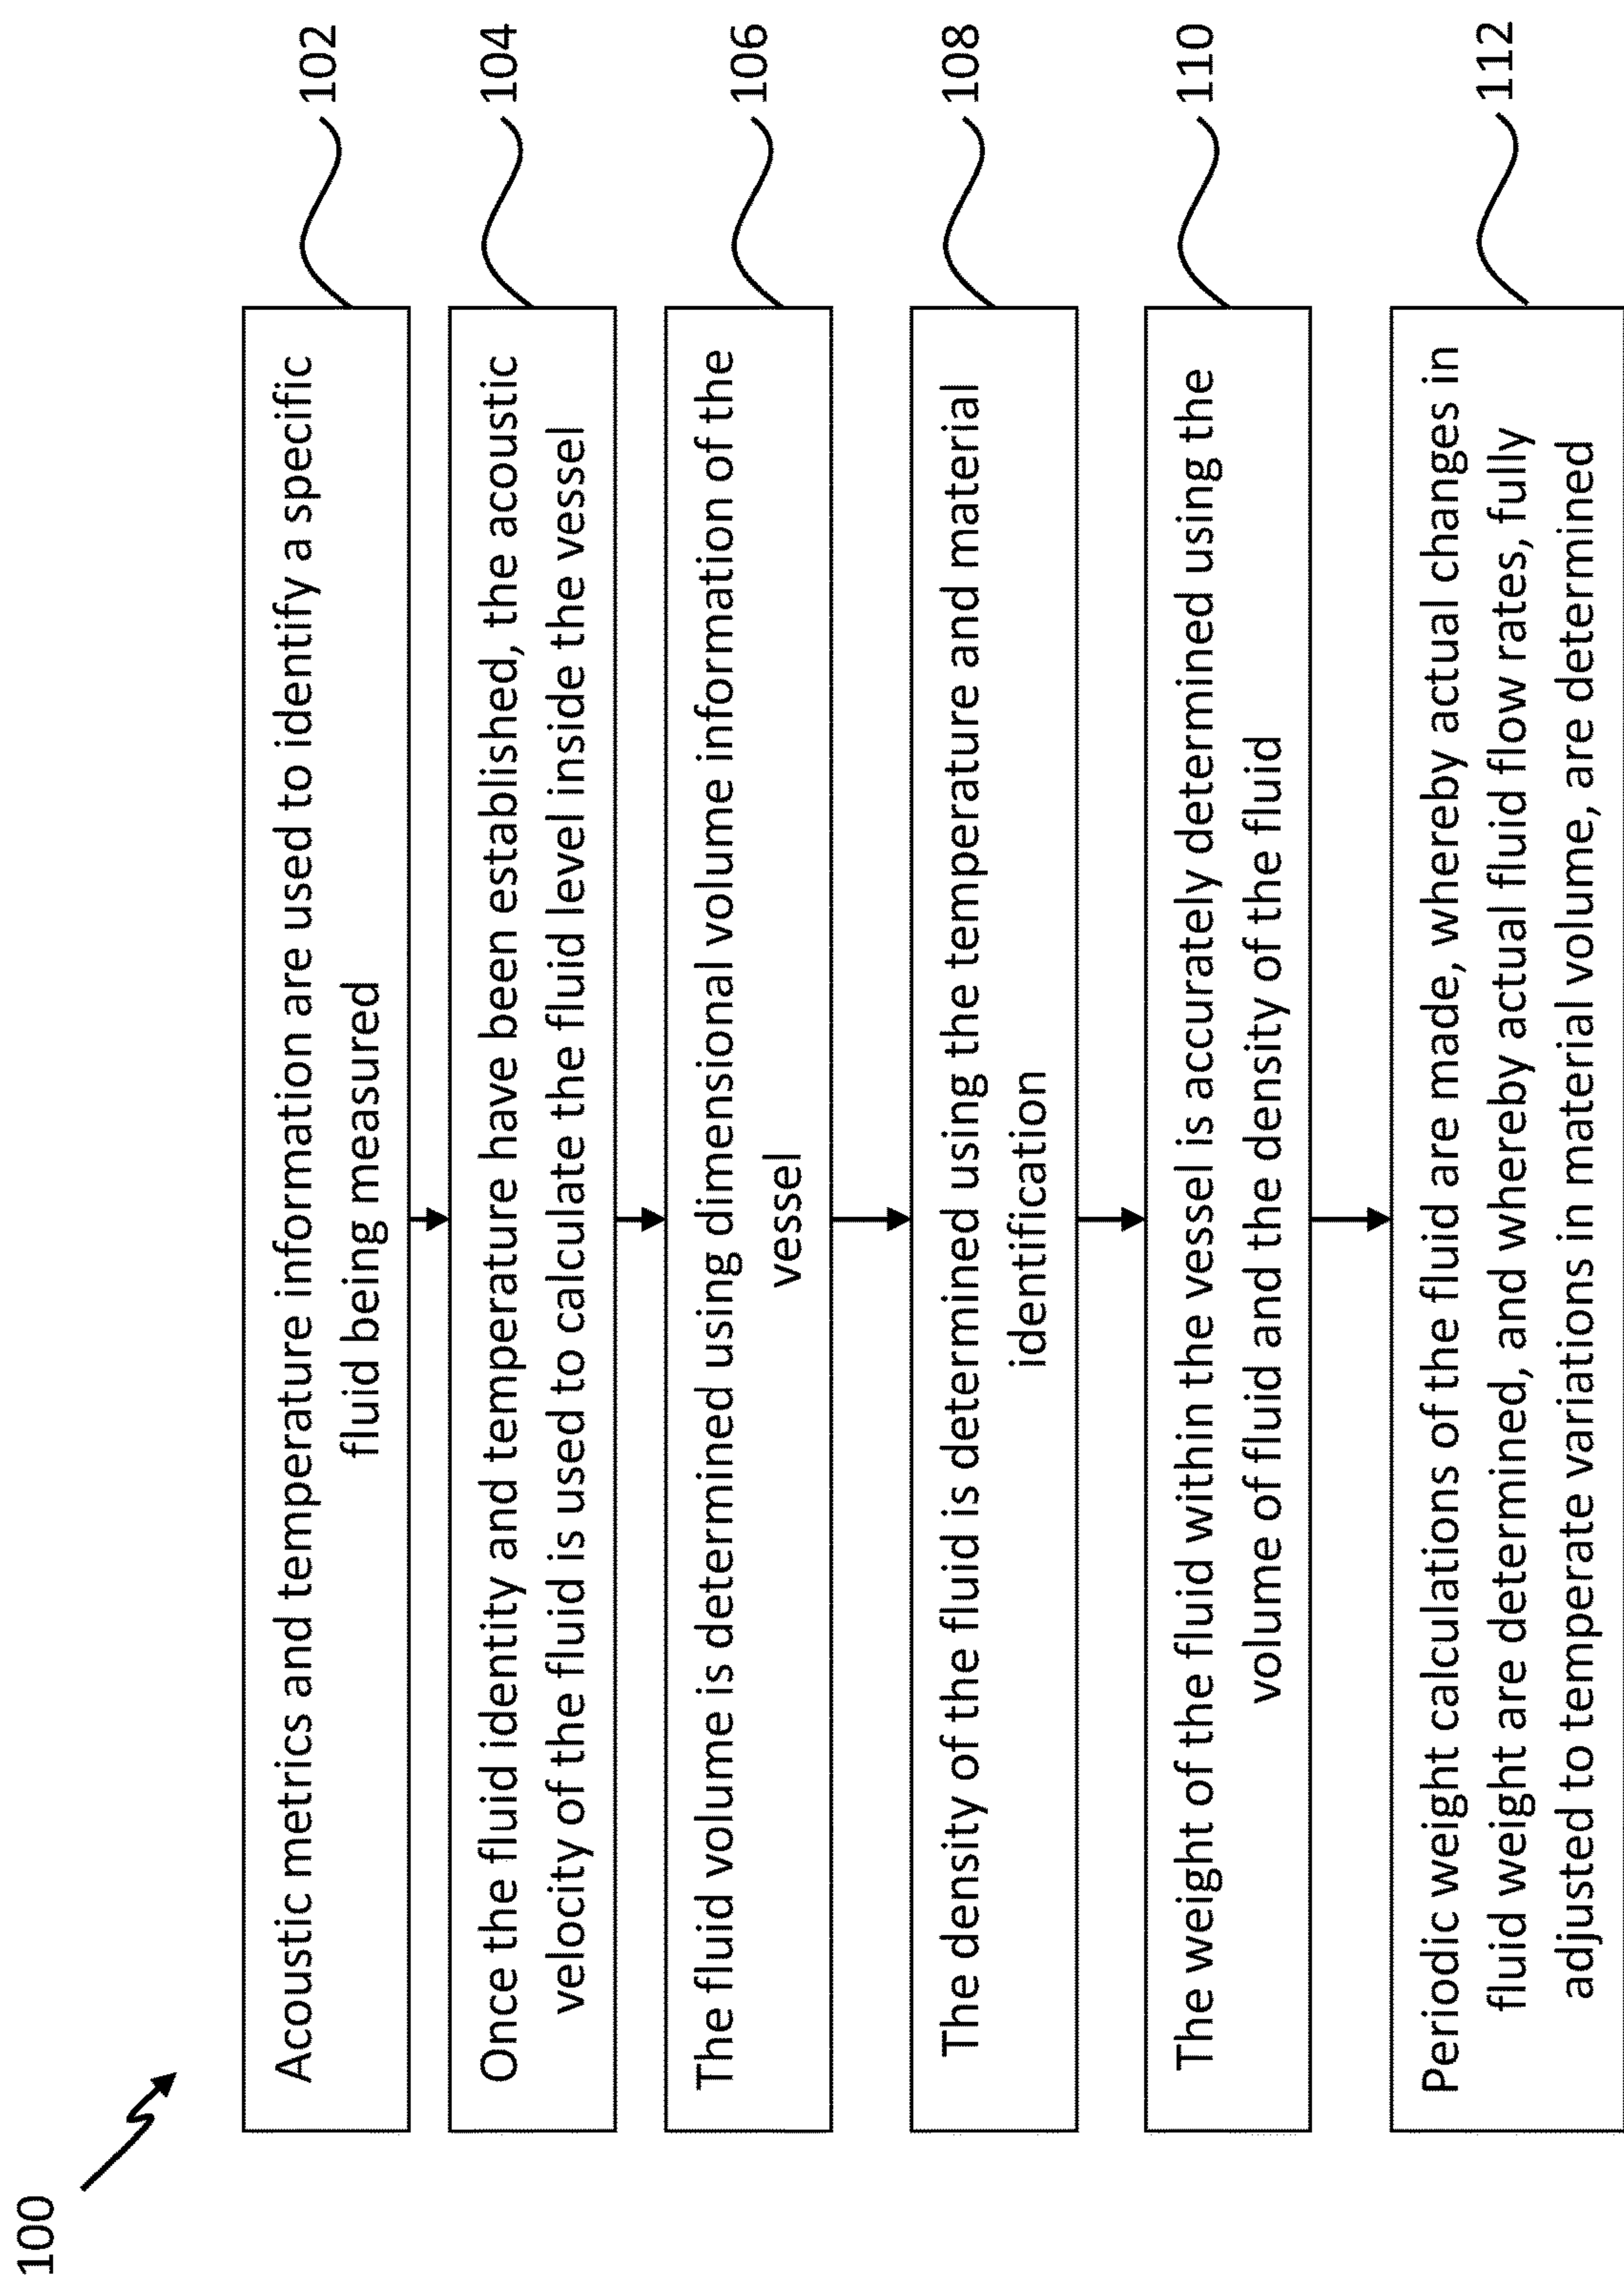 100
Acoustic metrics and temperature information are used to identify a specific
fluid being measured
102
Once the fluid identity and temperature have been established, the acoustic
velocity of the fluid is used to calculate the fluid level inside the vessel
104
The fluid volume is determined using dimensional volume information of the
vessel
106
The density of the fluid is determined using the temperature and material
identification
108
The weight of the fluid within the vessel is accurately determined using the
volume of fluid and the density of the fluid
110
Periodic weight calculations of the fluid are made, whereby actual changes in
fluid weight are determined, and whereby actual fluid flow rates, fully
adjusted to temperate variations in material volume, are determined
112